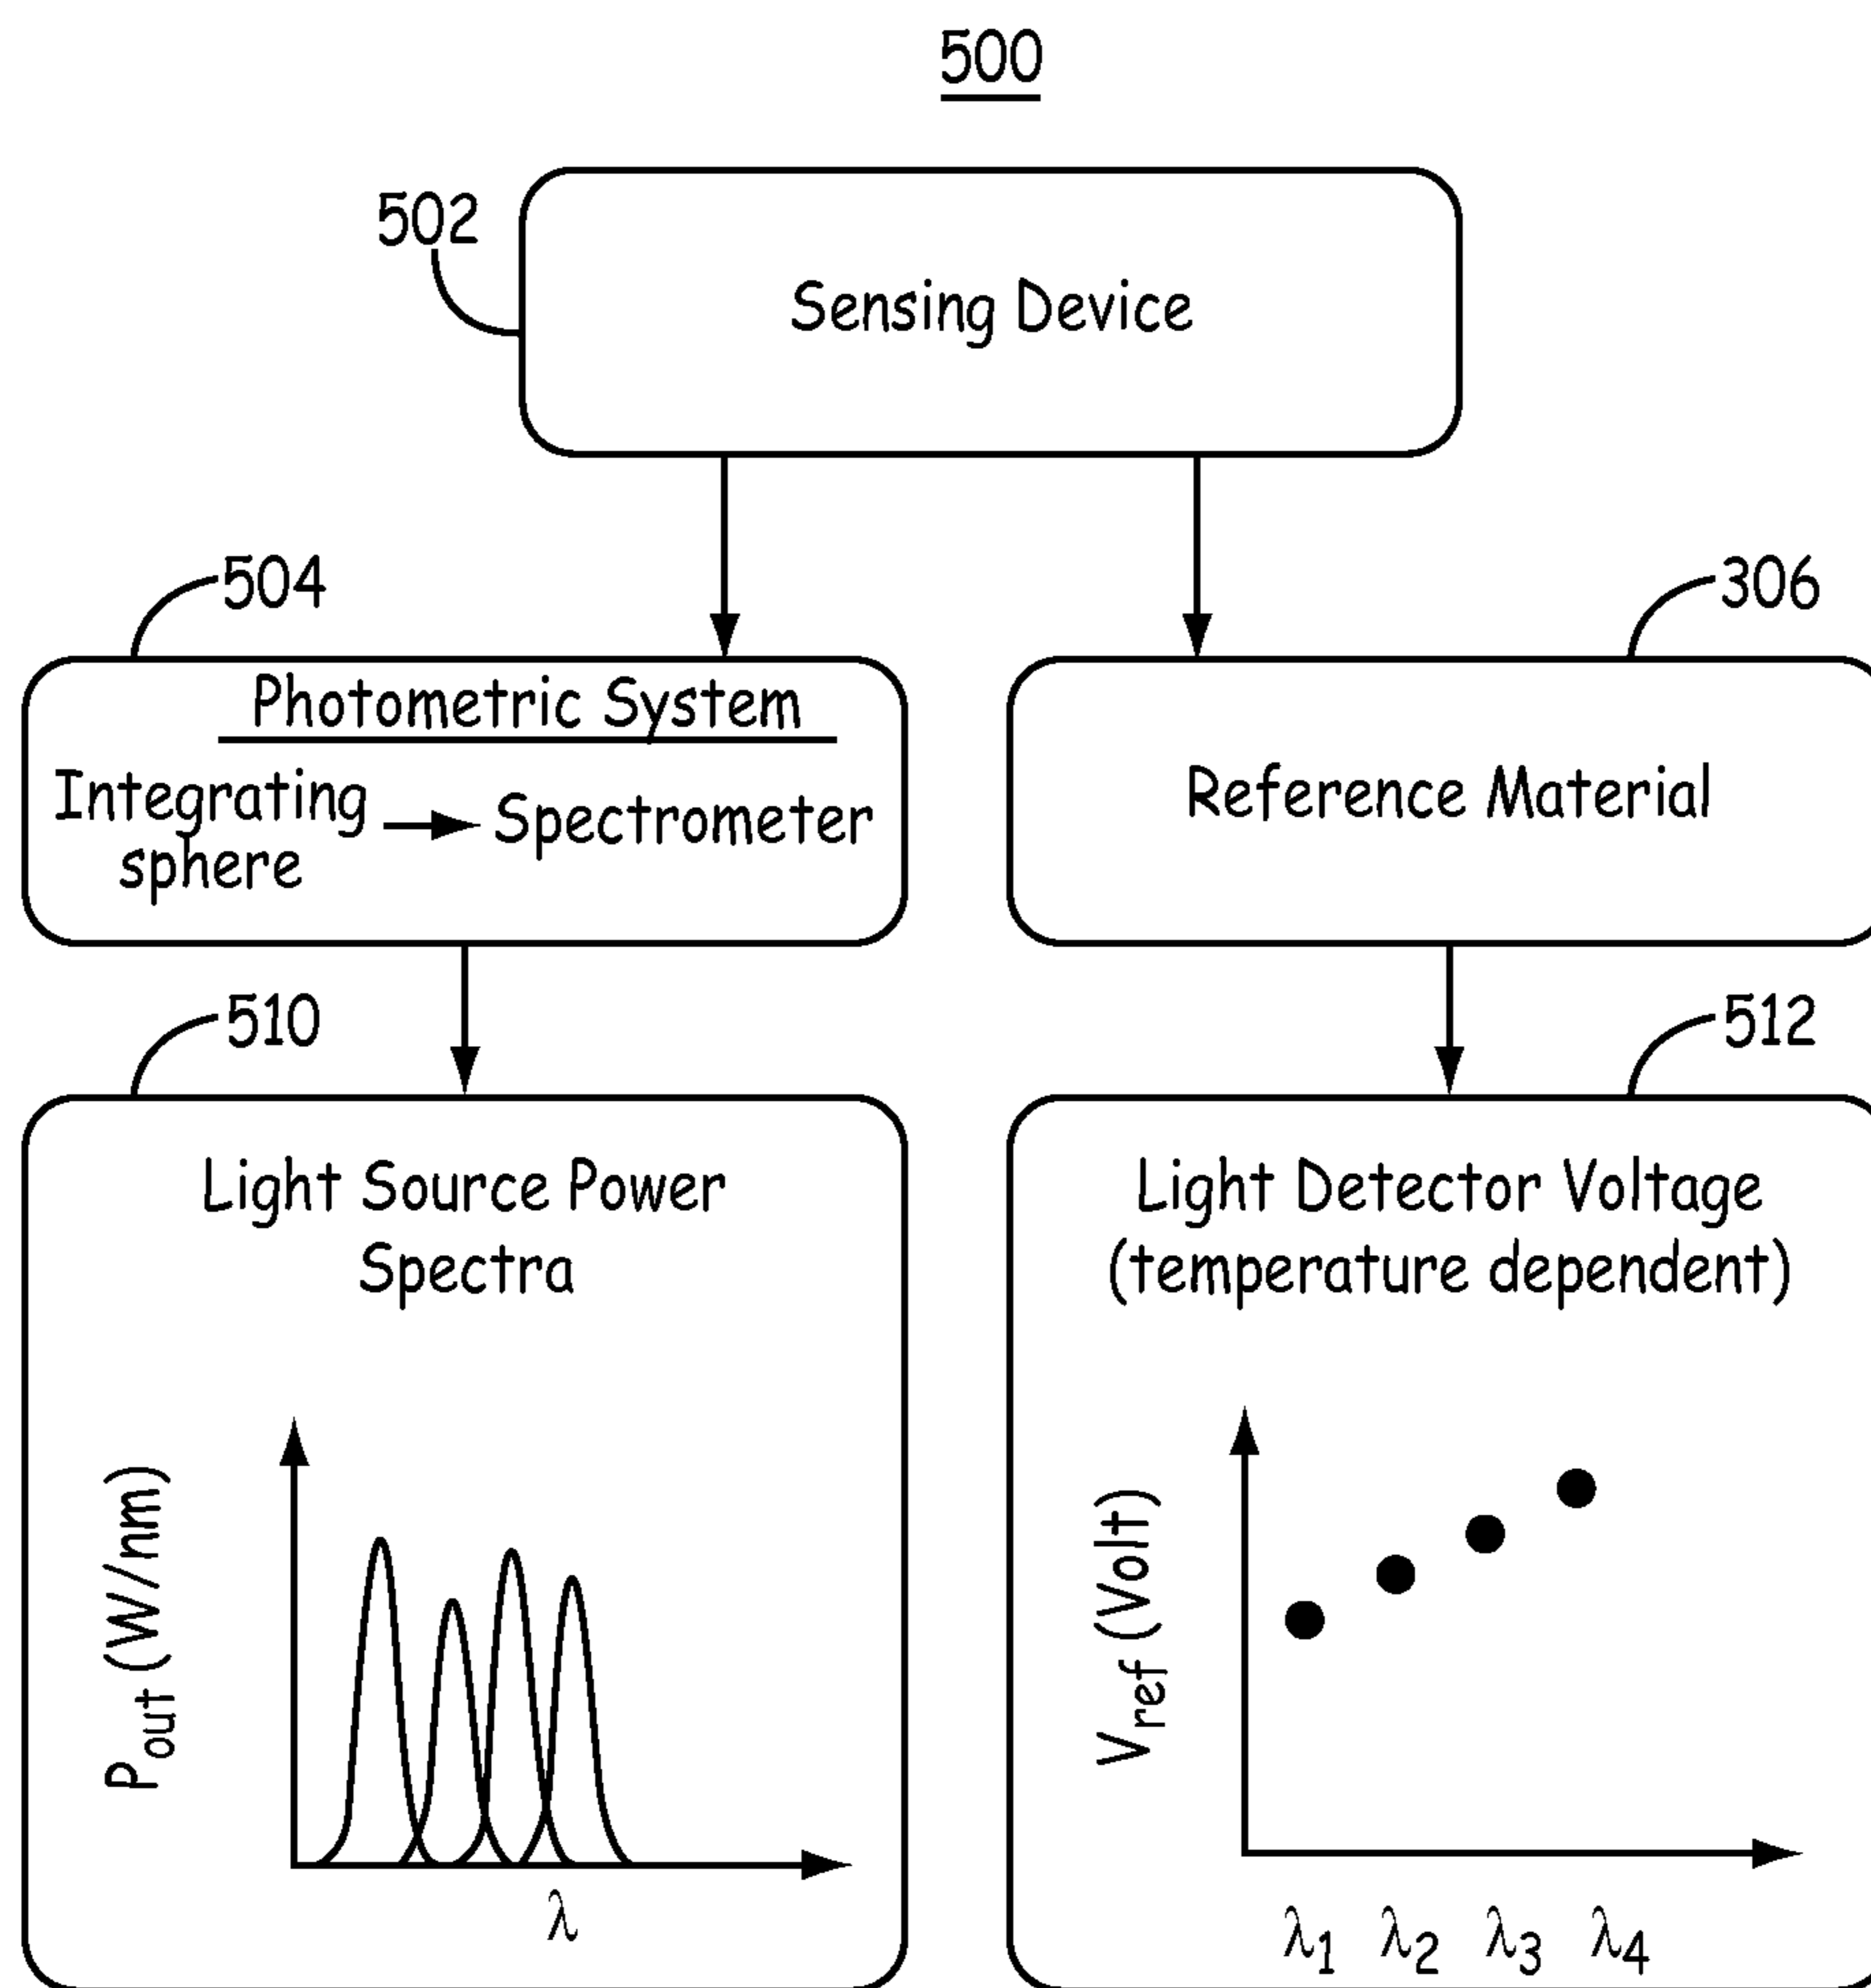 500
502
Sensing Device
504
306
Photometric System
Integrating
sphere
Spectrometer
Reference Material
510
512
Light Source Power
Spectra
Light Detector Voltage
(temperature dependent)
Pout (W/nm)
λ
Vref (Volt)
λ1 λ2 λ3 λ4